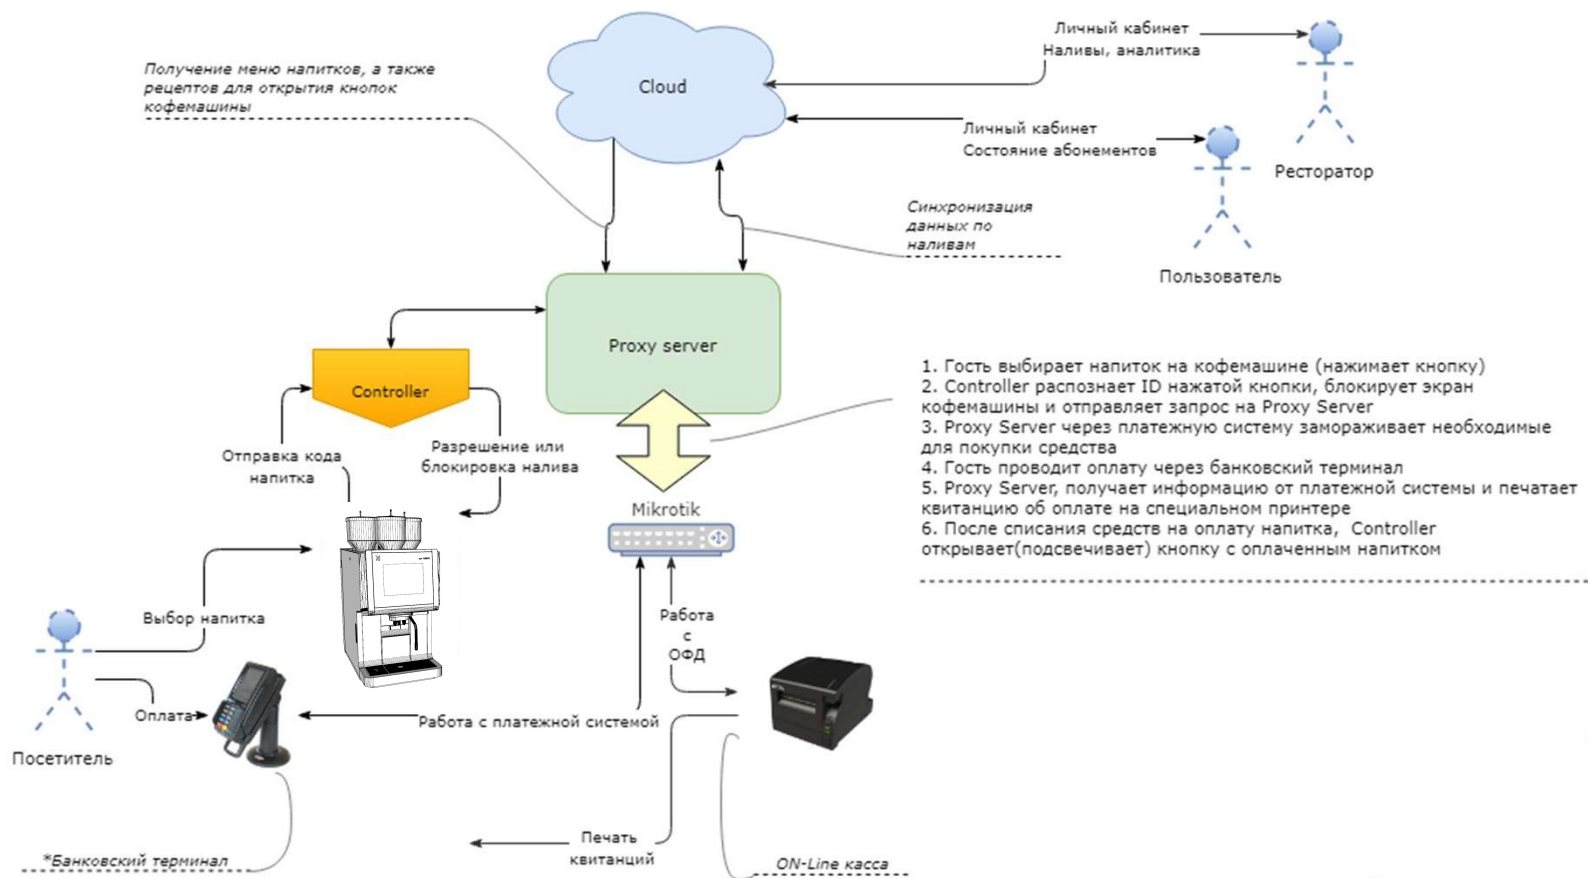 Личный кабинет
Наливы, аналитика
Получение меню напитков, а также
рецептов для открытия кнопок
кофемашины
Cloud
Личный кабинет
Состояние абонементов
Ресторатор
Синхронизация
данных по
наливам
Пользователь
Proxy server
Controller
1. Гость выбирает напиток на кофемашине (нажимает кнопку)
2. Controller распознает ID нажатой кнопки, блокирует экран
кофемашины и отправляет запрос на Proxy Server
3. Proxy Server через платежную систему замораживает необходимые
для покупки средства
4. Гость проводит оплату через банковский терминал
5. Proxy Server, получает информацию от платежной системы и печатает
квитанцию об оплате на специальном принтере
6. После списания средств на оплату напитка, Controller
открывает(подсвечивает) кнопку с оплаченным напитком
Отправка кода
напитка
Разрешение или
блокировка налива
Mikrotik
Выбор напитка
Работа
с
ОФД
Оплата
Работа с платежной системой
Посетитель
Печать
квитанций
*Банковский терминал
ON-Line касса